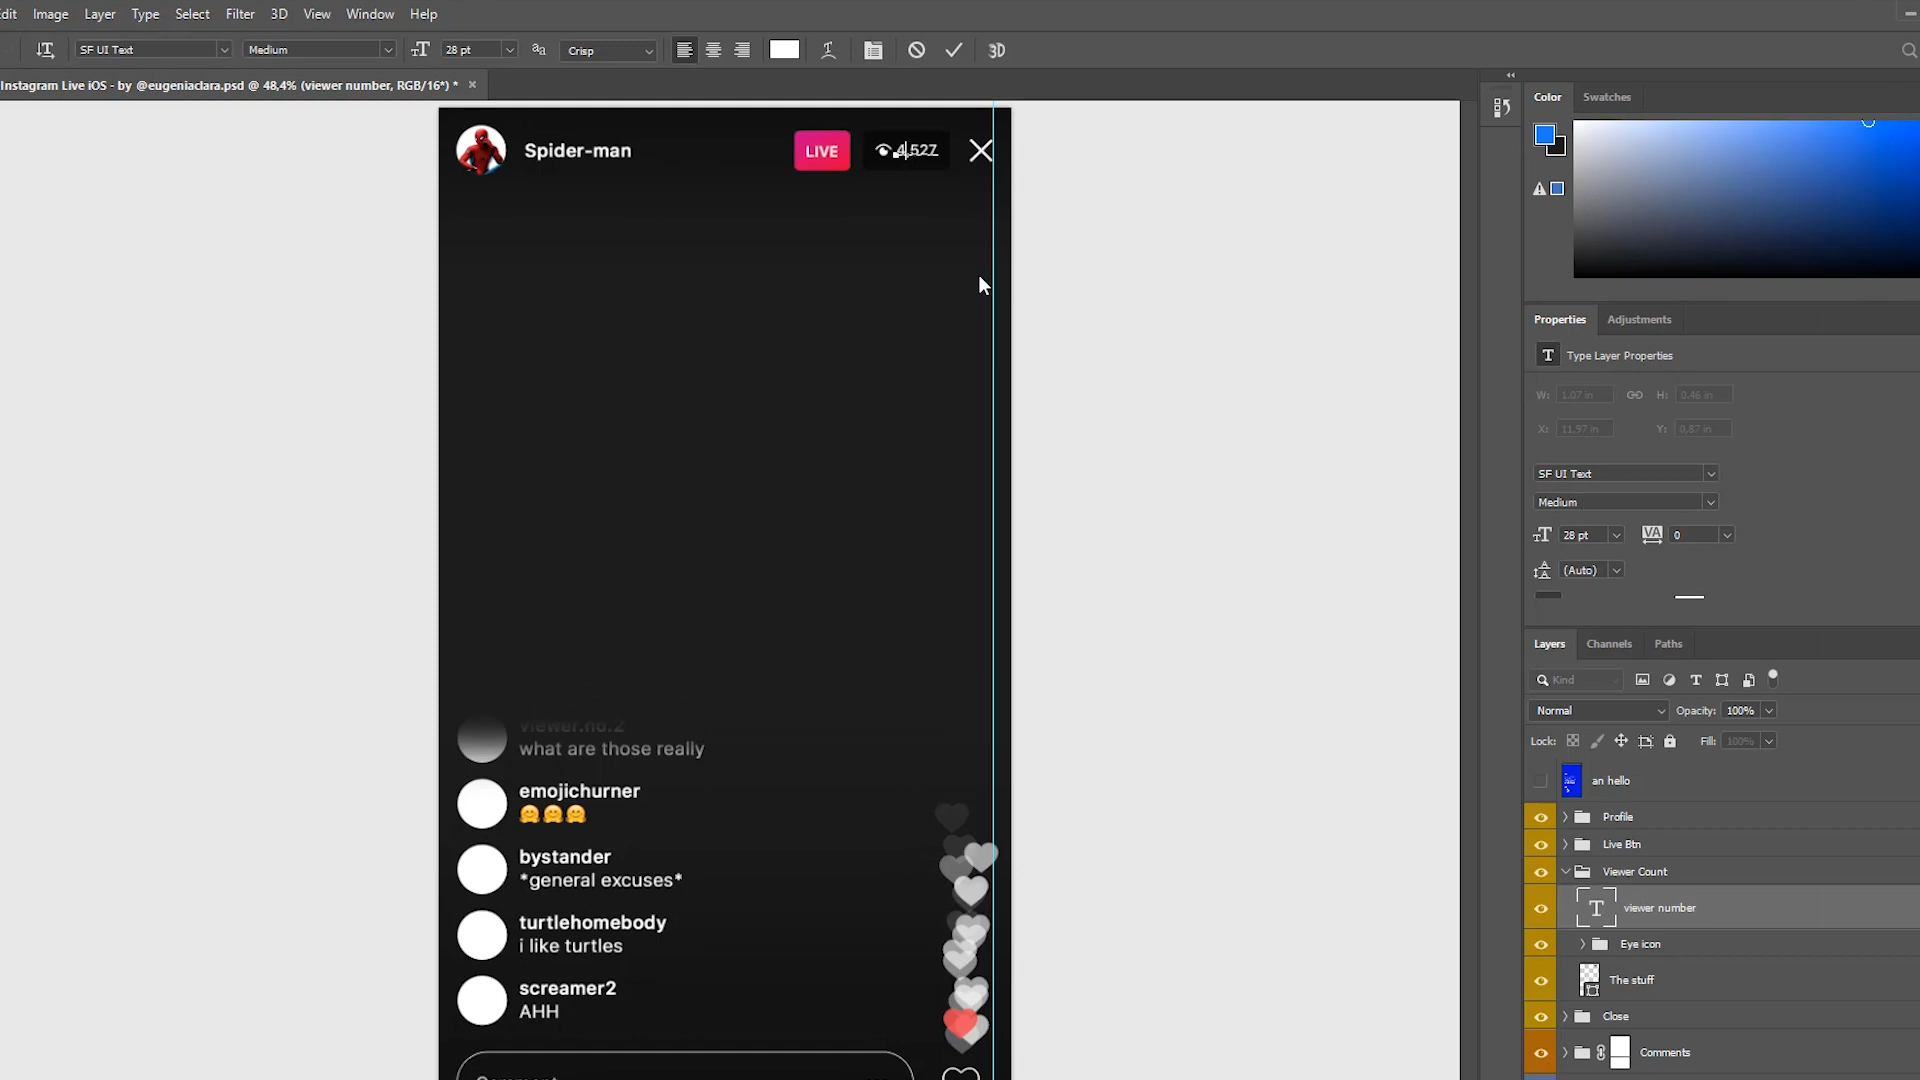 Edit Image Layer Type Select Filter 3D View Window Help
SF UI Text Medium 28 pt Crisp 3D
Instagram Live iOS - by @eugeniaclara.psd @ 48,4% (viewer number, RGB/16*) *
Color Swatches
Spider-man LIVE 4,527
Properties Adjustments
Type Layer Properties
W: 1.07 in H: 0.46 in
X: 11.97 in Y: 0.87 in
SF UI Text
Medium
28 pt VA 0
(Auto)
Layers Channels Paths
Kind
Normal Opacity: 100%
Lock: Fill: 100%
an hello
Profile
Live Btn
Viewer Count
viewer number
Eye icon
The stuff
Close
Comments
viewer.no.2
what are those really
emojichurner
🤗🤗🤗
bystander
*general excuses*
turtlehomebody
i like turtles
screamer2
AHH